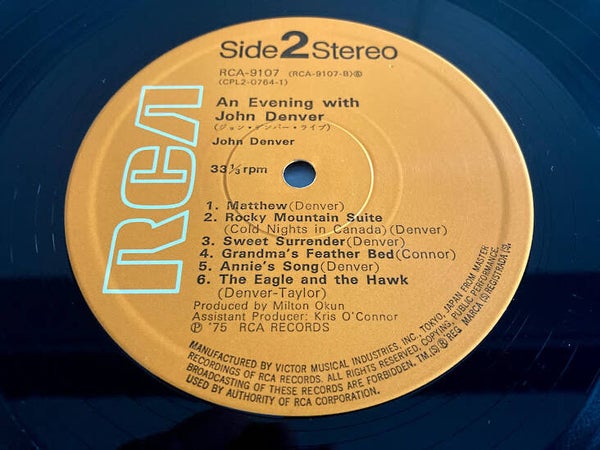 RCA
Side 2 Stereo
RCA-9107 (RCA-9107-B)Ⓢ
(CPL2-0764-1)
An Evening with
John Denver
(ジョン・デンバー・ライブ)
John Denver
33⅓rpm
1. Matthew(Denver)
2. Rocky Mountain Suite
(Cold Nights in Canada)(Denver)
3. Sweet Surrender(Denver)
4. Grandma's Feather Bed(Connor)
5. Annie's Song(Denver)
6. The Eagle and the Hawk
(Denver-Taylor)
Produced by Milton Okun
Assistant Producer: Kris O'Connor
Ⓟ '75 RCA RECORDS
MANUFACTURED BY VICTOR MUSICAL INDUSTRIES, INC. TOKYO, JAPAN FROM MASTER
RECORDINGS OF RCA RECORDS. ALL RIGHTS RESERVED, COPYING, PUBLIC PERFORMANCE,
BROADCASTING OF THESE RECORDS ARE FORBIDDEN. TM.(S)® REG. MARCA (S) REGISTRADA (S).
USED BY AUTHORITY OF RCA CORPORATION.